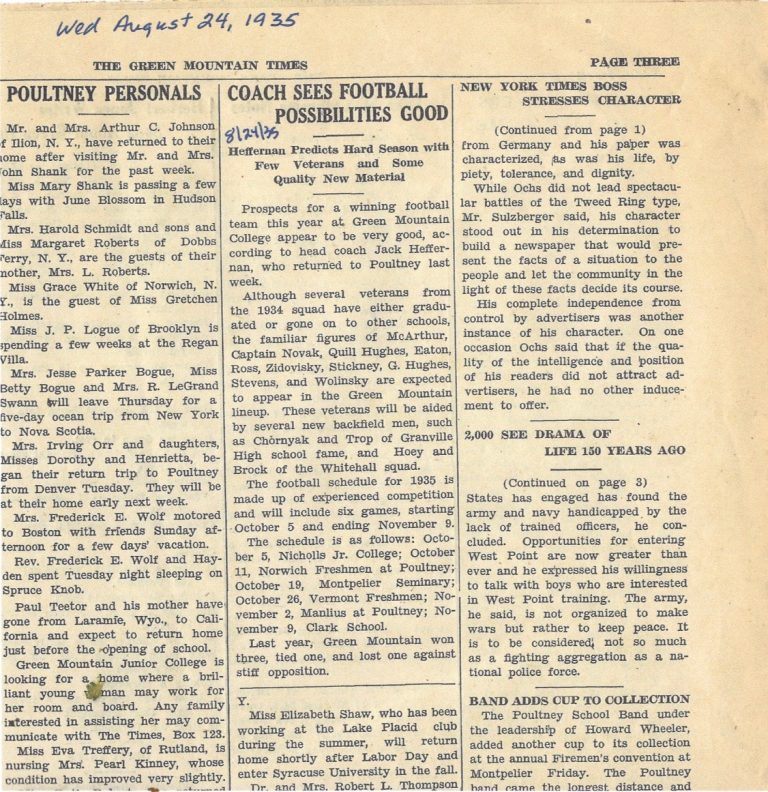 Wed August 24, 1935
THE GREEN MOUNTAIN TIMES
PAGE THREE
POULTNEY PERSONALS
Mr. and Mrs. Arthur C. Johnson
of Ilion, N. Y., have returned to their
home after visiting Mr. and Mrs.
John Shank for the past week.
Miss Mary Shank is passing a few
days with June Blossom in Hudson
Falls.
Mrs. Harold Schmidt and sons and
Miss Margaret Roberts of Dobbs
Ferry, N. Y., are the guests of their
mother, Mrs. L. Roberts.
Miss Grace White of Norwich, N.
Y., is the guest of Miss Gretchen
Holmes.
Miss J. P. Logue of Brooklyn is
spending a few weeks at the Regan
Villa.
Mrs. Jesse Parker Bogue, Miss
Betty Bogue and Mrs. R. LeGrand
Swann will leave Thursday for a
five-day ocean trip from New York
to Nova Scotia.
Mrs. Irving Orr and daughters,
Misses Dorothy and Henrietta, be-
gan their return trip to Poultney
from Denver Tuesday. They will be
at their home early next week.
Mrs. Frederick E. Wolf motored
to Boston with friends Sunday af-
ternoon for a few days' vacation.
Rev. Frederick E. Wolf and Hay-
den spent Tuesday night sleeping on
Spruce Knob.
Paul Teetor and his mother have
gone from Laramie, Wyo., to Cali-
fornia and expect to return home
just before the opening of school.
Green Mountain Junior College is
looking for a home where a bril-
liant young man may work for
her room and board. Any family
interested in assisting her may com-
municate with The Times, Box 123.
Miss Eva Treffery, of Rutland, is
nursing Mrs. Pearl Kinney, whose
condition has improved very slightly.
COACH SEES FOOTBALL
POSSIBILITIES GOOD
8/24/35
Heffernan Predicts Hard Season with
Few Veterans and Some
Quality New Material
Prospects for a winning football
team this year at Green Mountain
College appear to be very good, ac-
cording to head coach Jack Heffer-
nan, who returned to Poultney last
week.
Although several veterans from
the 1934 squad have either gradu-
ated or gone on to other schools,
the familiar figures of McArthur,
Captain Novak, Quill Hughes, Eaton,
Ross, Zidovisky, Stickney, G. Hughes,
Stevens, and Wolinsky are expected
to appear in the Green Mountain
lineup. These veterans will be aided
by several new backfield men, such
as Chornyak and Trop of Granville
High school fame, and Hoey and
Brock of the Whitehall squad.
The football schedule for 1935 is
made up of experienced competition
and will include six games, starting
October 5 and ending November 9.
The schedule is as follows: Octo-
ber 5, Nicholls Jr. College; October
11, Norwich Freshmen at Poultney;
October 19, Montpelier Seminary;
October 26, Vermont Freshmen; No-
vember 2, Manlius at Poultney; No-
vember 9, Clark School.
Last year, Green Mountain won
three, tied one, and lost one against
stiff opposition.
Y.
Miss Elizabeth Shaw, who has been
working at the Lake Placid club
during the summer, will return
home shortly after Labor Day and
enter Syracuse University in the fall.
Dr. and Mrs. Robert L. Thompson
NEW YORK TIMES BOSS
STRESSES CHARACTER
(Continued from page 1)
from Germany and his paper was
characterized, as was his life, by
piety, tolerance, and dignity.
While Ochs did not lead spectacu-
lar battles of the Tweed Ring type,
Mr. Sulzberger said, his character
stood out in his determination to
build a newspaper that would pre-
sent the facts of a situation to the
people and let the community in the
light of these facts decide its course.
His complete independence from
control by advertisers was another
instance of his character. On one
occasion Ochs said that if the qua-
lity of the intelligence and position
of his readers did not attract ad-
vertisers, he had no other induce-
ment to offer.
2,000 SEE DRAMA OF
LIFE 150 YEARS AGO
(Continued on page 3)
States has engaged has found the
army and navy handicapped by the
lack of trained officers, he con-
cluded. Opportunities for entering
West Point are now greater than
ever and he expressed his willingness
to talk with boys who are interested
in West Point training. The army,
he said, is not organized to make
wars but rather to keep peace. It
is to be considered, not so much
as a fighting aggregation as a na-
tional police force.
BAND ADDS CUP TO COLLECTION
The Poultney School Band under
the leadership of Howard Wheeler,
added another cup to its collection
at the annual Firemen's convention at
Montpelier Friday. The Poultney
band came the longest distance and